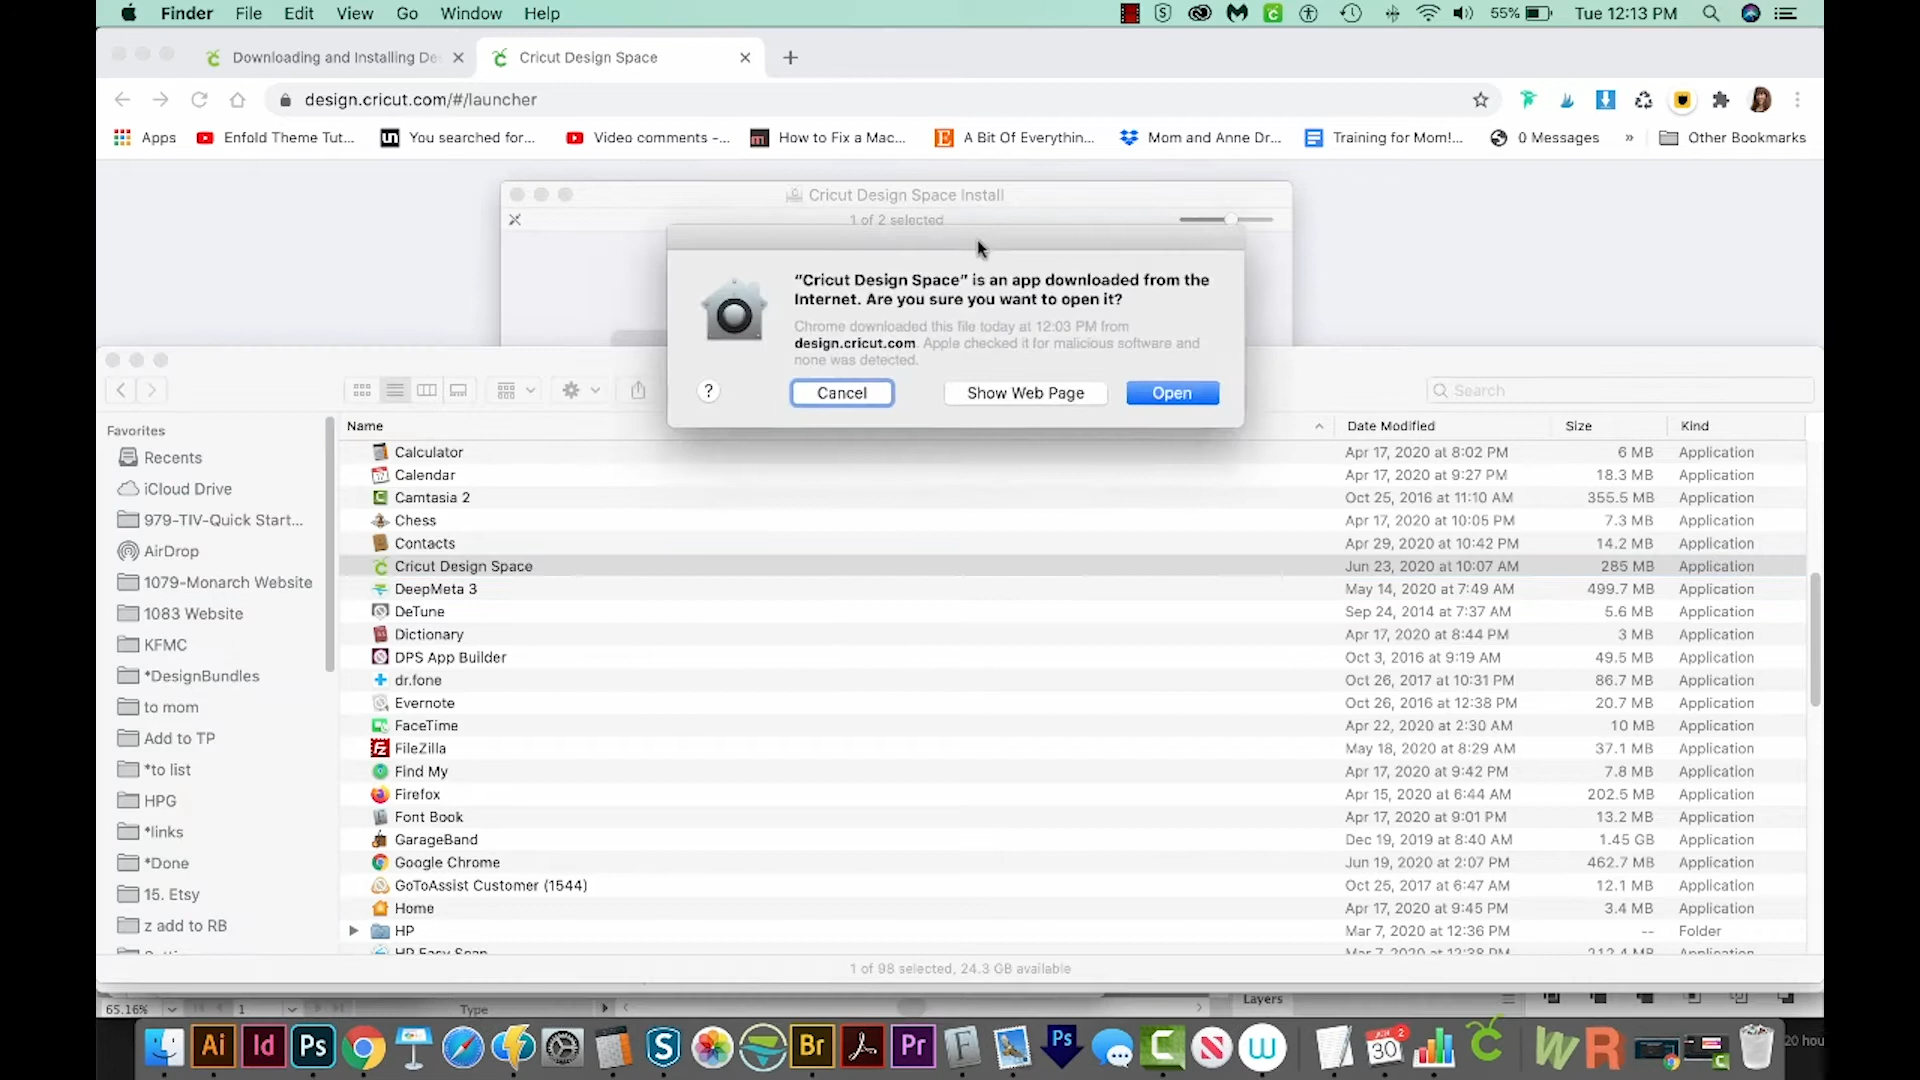 Finder File Edit View Go Window Help 55% Tue 12:13 PM
Downloading and Installing De Cricut Design Space
design.cricut.com/#/launcher
Apps Enfold Theme Tut... You searched for... Video comments -... How to Fix a Mac... A Bit Of Everythin... Mom and Anne Dr... Training for Mom!... 0 Messages » Other Bookmarks
Cricut Design Space Install
1 of 2 selected
“Cricut Design Space” is an app downloaded from the
Internet. Are you sure you want to open it?
Chrome downloaded this file today at 12:03 PM from
design.cricut.com. Apple checked it for malicious software and
none was detected.
? Cancel Show Web Page Open
Search
Name Date Modified Size Kind
Favorites
Recents
iCloud Drive
979-TIV-Quick Start...
AirDrop
1079-Monarch Website
1083 Website
KFMC
*DesignBundles
to mom
Add to TP
*to list
HPG
*links
*Done
15. Etsy
z add to RB
Calculator Apr 17, 2020 at 8:02 PM 6 MB Application
Calendar Apr 17, 2020 at 9:27 PM 18.3 MB Application
Camtasia 2 Oct 25, 2016 at 11:10 AM 355.5 MB Application
Chess Apr 17, 2020 at 10:05 PM 7.3 MB Application
Contacts Apr 29, 2020 at 10:42 PM 14.2 MB Application
Cricut Design Space Jun 23, 2020 at 10:07 AM 285 MB Application
DeepMeta 3 May 14, 2020 at 7:49 AM 499.7 MB Application
DeTune Sep 24, 2014 at 7:37 AM 5.6 MB Application
Dictionary Apr 17, 2020 at 8:44 PM 3 MB Application
DPS App Builder Oct 3, 2016 at 9:19 AM 49.5 MB Application
dr.fone Oct 26, 2017 at 10:31 PM 86.7 MB Application
Evernote Oct 26, 2016 at 12:38 PM 20.7 MB Application
FaceTime Apr 22, 2020 at 2:30 AM 10 MB Application
FileZilla May 18, 2020 at 8:29 AM 37.1 MB Application
Find My Apr 17, 2020 at 9:42 PM 7.8 MB Application
Firefox Apr 15, 2020 at 6:44 AM 202.5 MB Application
Font Book Apr 17, 2020 at 9:01 PM 13.2 MB Application
GarageBand Dec 19, 2019 at 8:40 AM 1.45 GB Application
Google Chrome Jun 19, 2020 at 2:07 PM 462.7 MB Application
GoToAssist Customer (1544) Oct 25, 2017 at 6:47 AM 12.1 MB Application
Home Apr 17, 2020 at 9:45 PM 3.4 MB Application
HP Mar 7, 2020 at 12:36 PM -- Folder
HP Easy Scan Mar 7, 2020 at 12:38 PM 212.4 MB Application
1 of 98 selected, 24.3 GB available
65.16% 1 Type Layers
Ai Id Ps Br Pr Ps JUN 30 2 20 hou